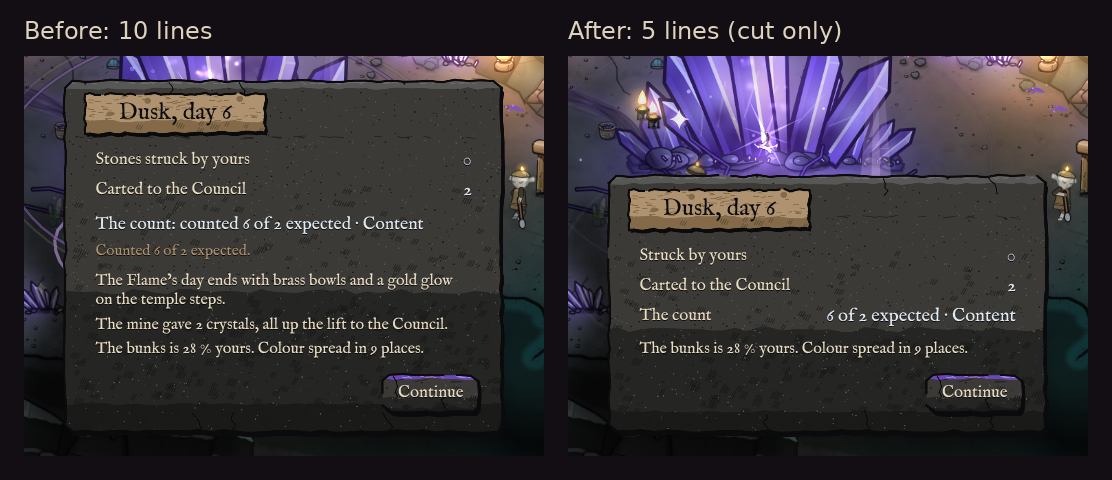 Before: 10 lines
Dusk, day 6
Stones struck by yours 0
Carted to the Council 2
The count: counted 6 of 2 expected · Content
Counted 6 of 2 expected.
The Flame's day ends with brass bowls and a gold glow
on the temple steps.
The mine gave 2 crystals, all up the lift to the Council.
The bunks is 28 % yours. Colour spread in 9 places.
Continue
After: 5 lines (cut only)
Dusk, day 6
Struck by yours 0
Carted to the Council 2
The count 6 of 2 expected · Content
The bunks is 28 % yours. Colour spread in 9 places.
Continue